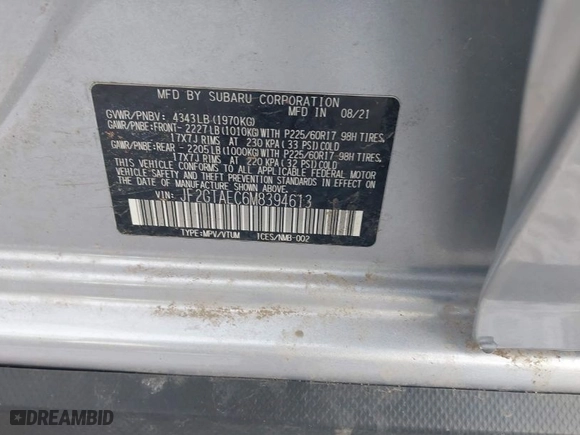 MFD BY SUBARU CORPORATION
MFD IN 08/21
GVWR/PNBV: 4343LB(1970KG)
GAWR/PNBE:FRONT- 2227LB(1010KG)WITH P225/60R17 98H TIRES,
17X7J RIMS AT 230 KPA(33 PSI)COLD
GAWR/PNBE:REAR -2205LB(1000KG)WITH P225/60R17 98H TIRES,
17X7J RIMS AT 220 KPA(32 PSI)COLD
THIS VEHICLE CONFORMS TO ALL APPLICABLE FEDERAL MOTOR
VEHICLE SAFETY, BUMPER, AND THEFT PREVENTION STANDARDS
IN EFFECT ON THE DATE OF MANUFACTURE SHOWN ABOVE.
VIN: JF2GTAEC6M8394613
TYPE:MPV/VTUM ICES/NMB-002
DREAMBID